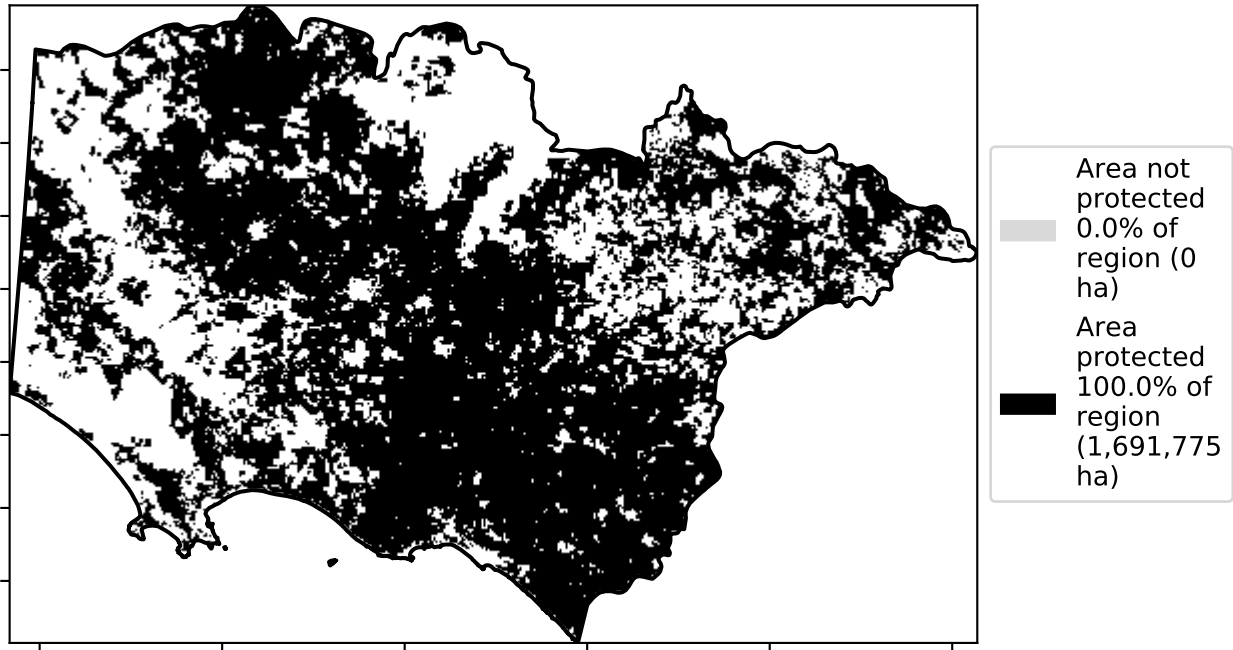 Area not
protected
0.0% of
region (0
ha)
Area
protected
100.0% of
region
(1,691,775
ha)